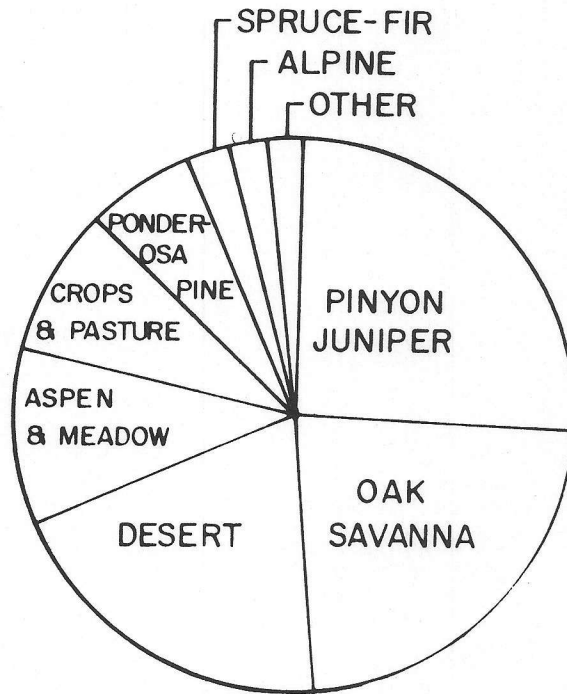 SPRUCE-FIR
ALPINE
OTHER
PONDER-
OSA
PINE
CROPS
& PASTURE
ASPEN
& MEADOW
PINYON
JUNIPER
OAK
SAVANNA
DESERT